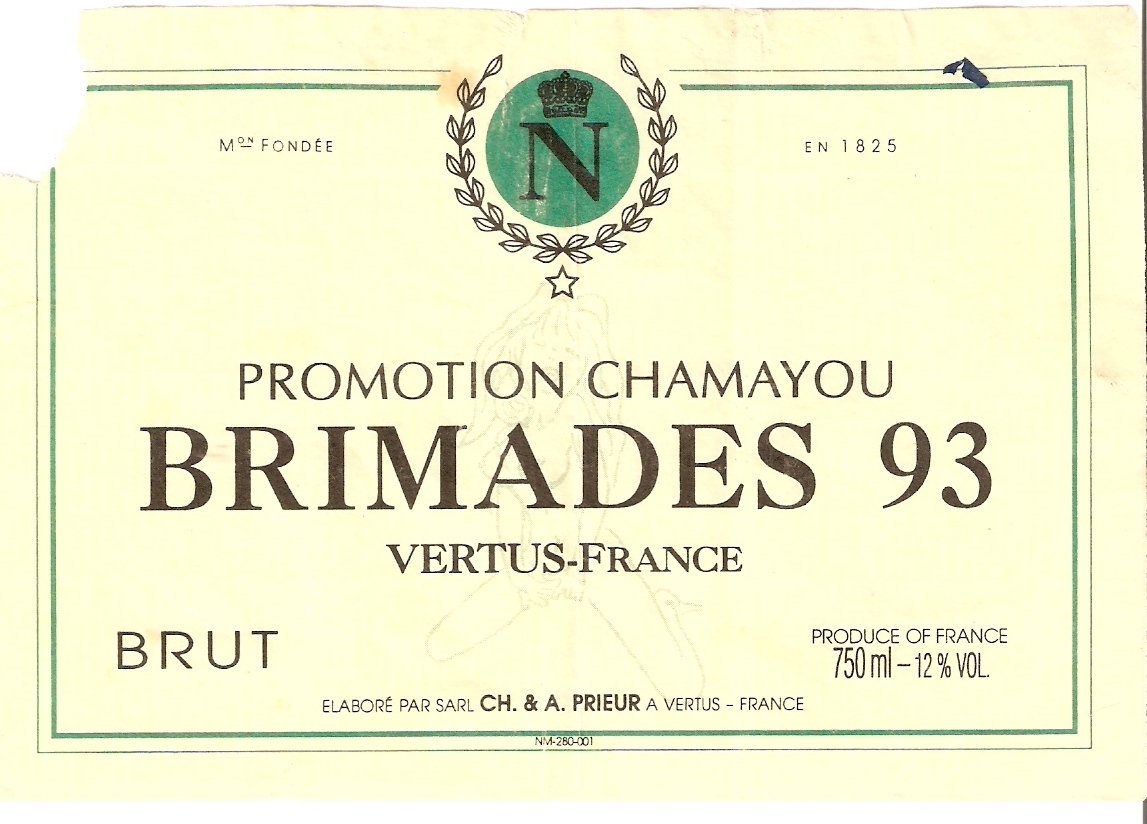 Mᴼᴺ FONDÉE
EN 1825
N
PROMOTION CHAMAYOU
BRIMADES 93
VERTUS-FRANCE
BRUT
PRODUCE OF FRANCE
750 ml – 12 % VOL.
ELABORÉ PAR SARL CH. & A. PRIEUR A VERTUS – FRANCE
NM-280-001